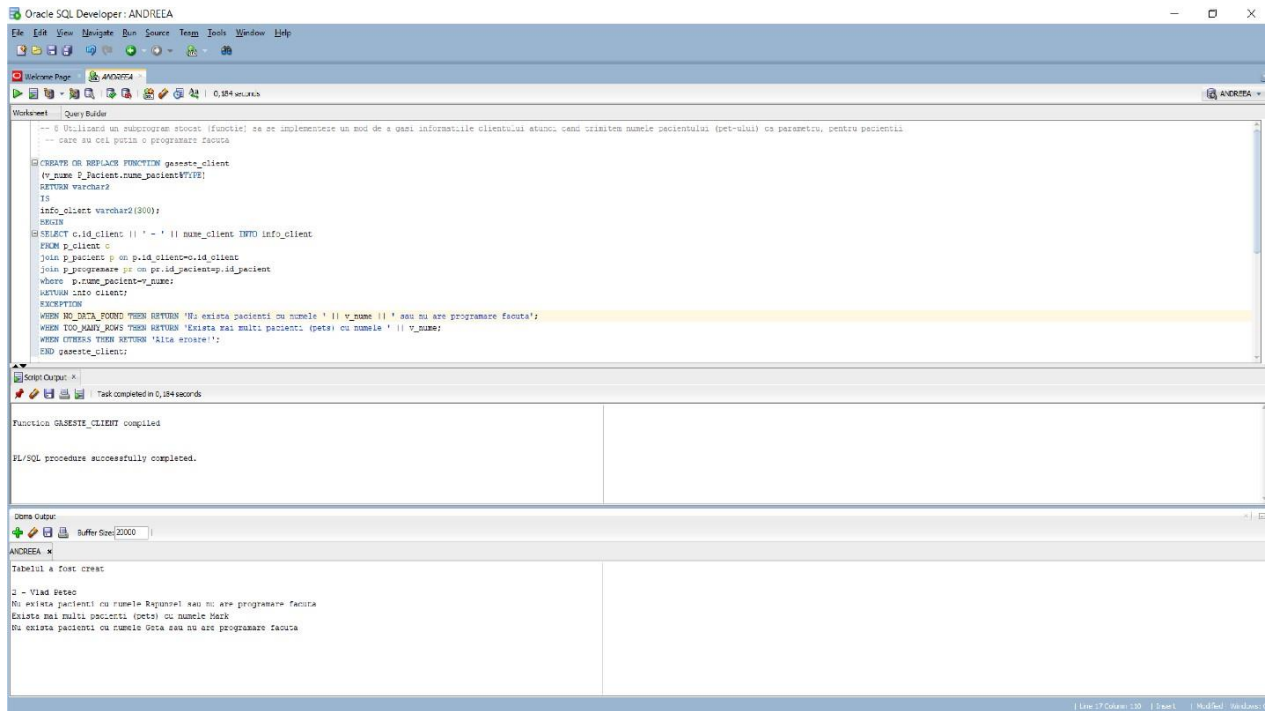 Oracle SQL Developer : ANDREEA
File Edit View Navigate Run Source Team Tools Window Help
Welcome Page ANDREEA
0,184 seconds
ANDREEA
Worksheet Query Builder
-- 8 Utilizand un subprogram stocat (functie) sa se implementeze un mod de a gasi informatiile clientului atunci cand trimitem numele pacientului (pet-ului) ca parametru, pentru pacientii
-- care au cel putin o programare facuta
CREATE OR REPLACE FUNCTION gaseste_client
(v_nume P_Pacient.nume_pacient%TYPE)
RETURN varchar2
IS
info_client varchar2(300);
BEGIN
SELECT c.id_client || ' - ' || nume_client INTO info_client
FROM p_client c
join p_pacient p on p.id_client=c.id_client
join p_programare pr on pr.id_pacient=p.id_pacient
where p.nume_pacient=v_nume;
RETURN info_client;
EXCEPTION
WHEN NO_DATA_FOUND THEN RETURN 'Nu exista pacienti cu numele ' || v_nume || ' sau nu are programare facuta';
WHEN TOO_MANY_ROWS THEN RETURN 'Exista mai multi pacienti (pets) cu numele ' || v_nume;
WHEN OTHERS THEN RETURN 'Alta eroare!';
END gaseste_client;
Script Output
Task completed in 0,184 seconds
Function GASESTE_CLIENT compiled
PL/SQL procedure successfully completed.
Dbms Output
Buffer Size: 20000
ANDREEA
Tabelul a fost creat
2 - Vlad Petec
Nu exista pacienti cu numele Rapunzel sau nu are programare facuta
Exista mai multi pacienti (pets) cu numele Mark
Nu exista pacienti cu numele Geta sau nu are programare facuta
Line 17 Column 110 | Insert | Modified | Windows: